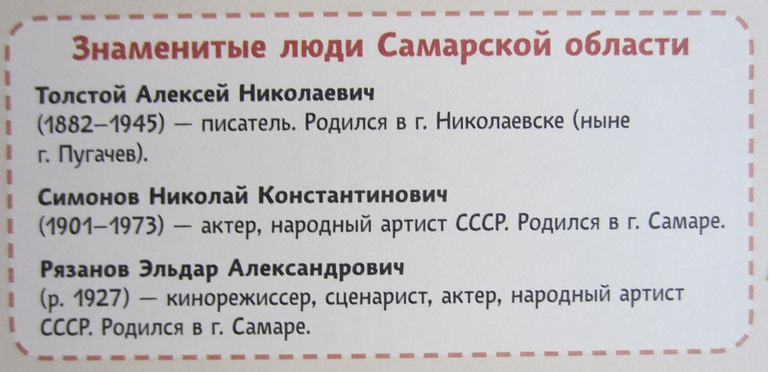 Знаменитые люди Самарской области
Толстой Алексей Николаевич
(1882–1945) — писатель. Родился в г. Николаевске (ныне
г. Пугачев).
Симонов Николай Константинович
(1901–1973) — актер, народный артист СССР. Родился в г. Самаре.
Рязанов Эльдар Александрович
(р. 1927) — кинорежиссер, сценарист, актер, народный артист
СССР. Родился в г. Самаре.